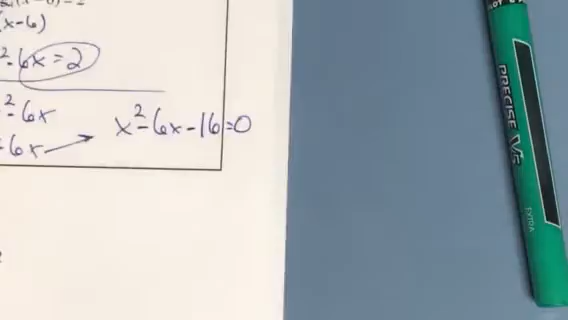 (x-6)
²-6x=2
²-6x
6x → x²-6x-16=0
PRECISE V5
EXTRA